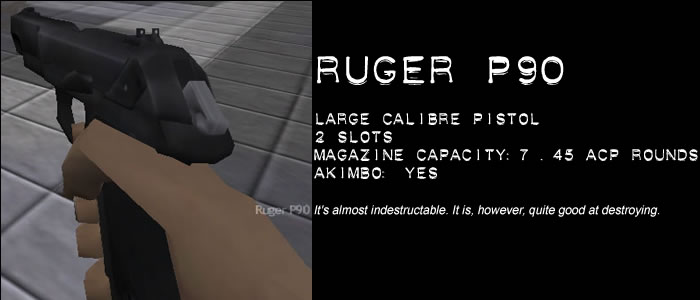 RUGER P90
LARGE CALIBRE PISTOL
2 SLOTS
MAGAZINE CAPACITY: 7 .45 ACP ROUNDS
AKIMBO: YES
Ruger P90
It's almost indestructable. It is, however, quite good at destroying.